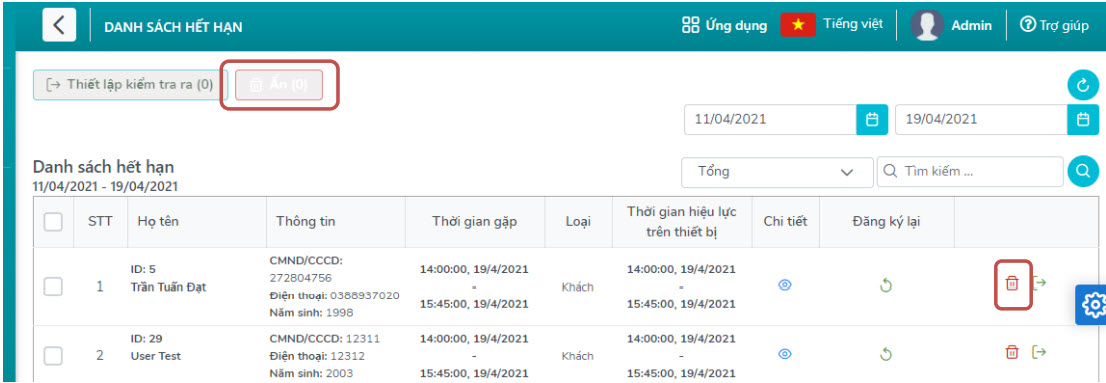 DANH SÁCH HẾT HẠN
Ứng dụng
Tiếng việt
Admin
Trợ giúp
Thiết lập kiểm tra ra (0)
Ẩn (0)
11/04/2021
19/04/2021
Danh sách hết hạn
11/04/2021 - 19/04/2021
Tổng
Tìm kiếm ...
STT
Họ tên
Thông tin
Thời gian gặp
Loại
Thời gian hiệu lực
trên thiết bị
Chi tiết
Đăng ký lại
1
ID: 5
Trần Tuấn Đạt
CMND/CCCD:
272804756
Điện thoại: 0388937020
Năm sinh: 1998
14:00:00, 19/4/2021
-
15:45:00, 19/4/2021
Khách
14:00:00, 19/4/2021
-
15:45:00, 19/4/2021
2
ID: 29
User Test
CMND/CCCD: 12311
Điện thoại: 12312
Năm sinh: 2003
14:00:00, 19/4/2021
-
15:45:00, 19/4/2021
Khách
14:00:00, 19/4/2021
-
15:45:00, 19/4/2021